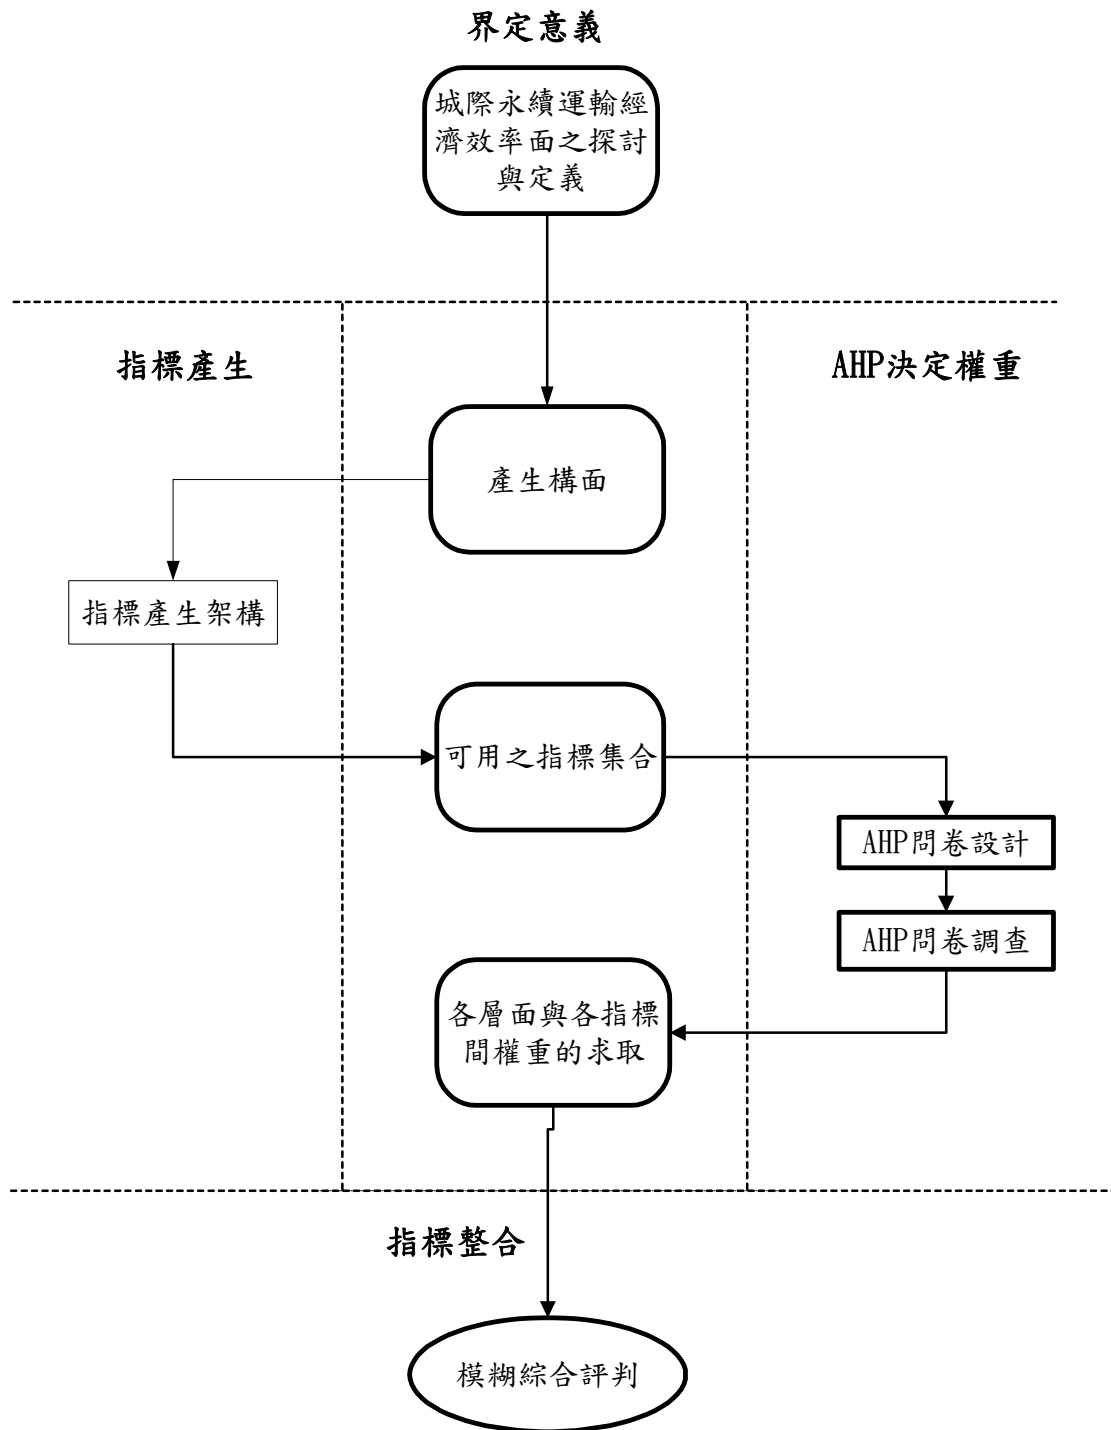 界定意義
城際永續運輸經
濟效率面之探討
與定義
指標產生
AHP決定權重
產生構面
指標產生架構
可用之指標集合
AHP問卷設計
AHP問卷調查
各層面與各指標
間權重的求取
指標整合
模糊綜合評判